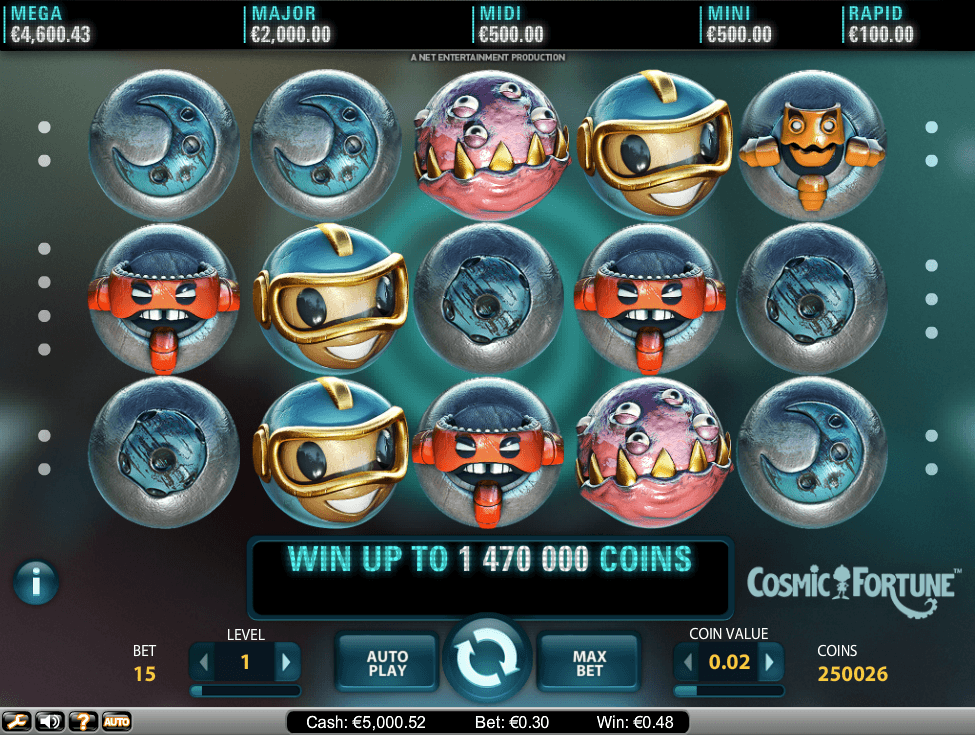 MEGA
€4,600.43
MAJOR
€2,000.00
MIDI
€500.00
MINI
€500.00
RAPID
€100.00
A NET ENTERTAINMENT PRODUCTION
WIN UP TO 1 470 000 COINS
COSMIC FORTUNE™
BET
15
LEVEL
1
AUTO
PLAY
MAX
BET
COIN VALUE
0.02
COINS
250026
AUTO
Cash: €5,000.52
Bet: €0.30
Win: €0.48